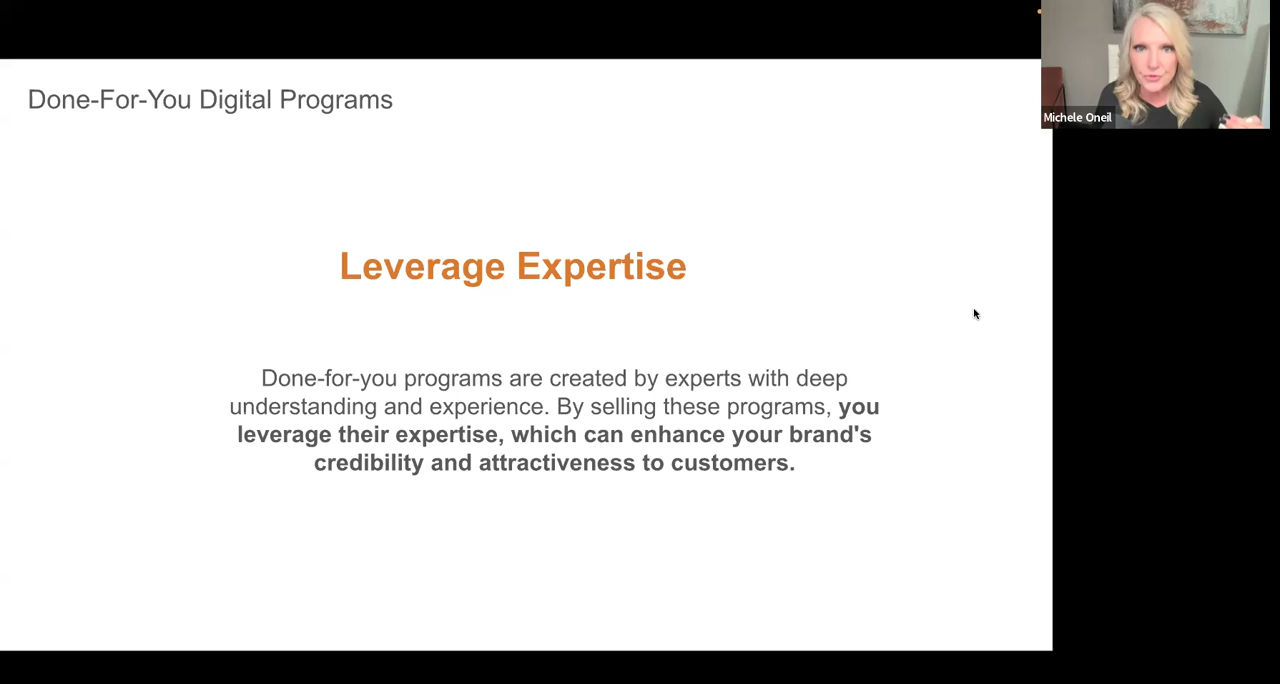 Done-For-You Digital Programs
Michele Oneil
Leverage Expertise
Done-for-you programs are created by experts with deep
understanding and experience. By selling these programs, you
leverage their expertise, which can enhance your brand's
credibility and attractiveness to customers.